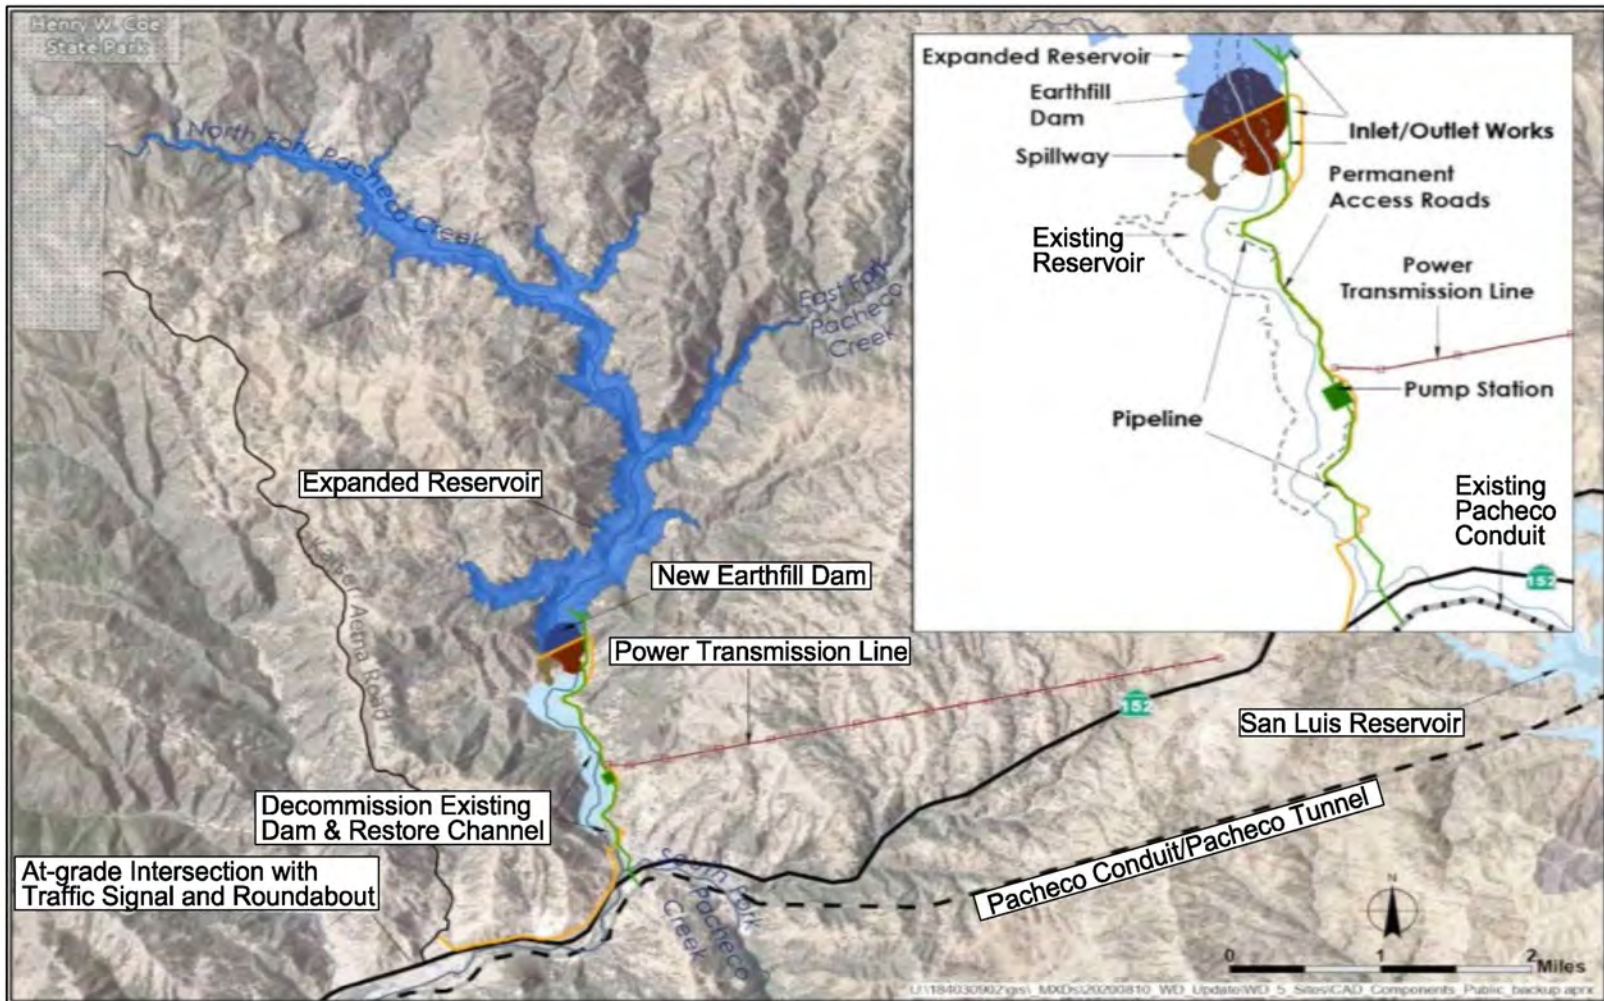 Henry W. Coe
State Park
North Fork Pacheco Creek
East Fork
Pacheco
Creek
Expanded Reservoir
Kaiser Aetna Road
New Earthfill Dam
Power Transmission Line
152
San Luis Reservoir
Decommission Existing
Dam & Restore Channel
At-grade Intersection with
Traffic Signal and Roundabout
South Fork
Pacheco
Creek
Pacheco Conduit/Pacheco Tunnel
N
0 1 2
Miles
Expanded Reservoir
Earthfill
Dam
Spillway
Inlet/Outlet Works
Permanent
Access Roads
Existing
Reservoir
Power
Transmission Line
Pump Station
Pipeline
Existing
Pacheco
Conduit
152